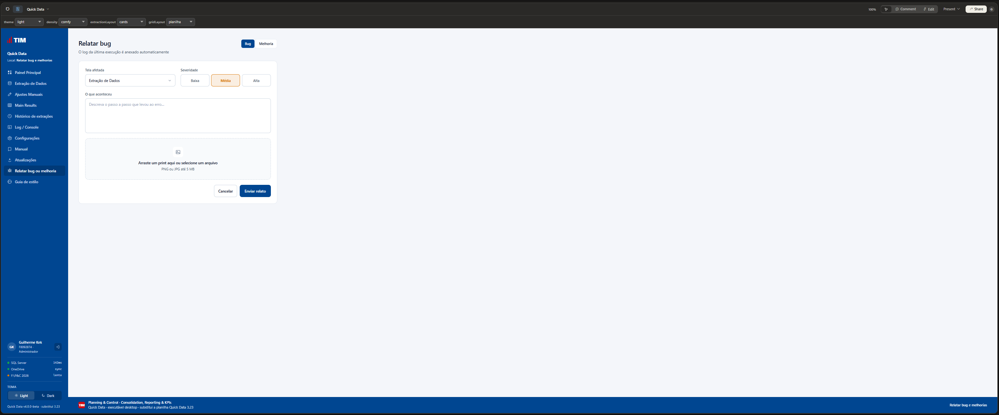 Quick Data
100%
Comment
Edit
Present
Share
G
theme light density comfy extractionLayout cards gridLayout planilha
TIM
Quick Data
Local: Relatar bug e melhorias
Painel Principal
Extração de Dados
Ajustes Manuais
Main Results
Histórico de extrações
Log / Console
Configurações
Manual
Atualizações
Relatar bug ou melhoria
Guia de estilo
GK
Guilherme Kek
F8092874 ·
Administrador
SQL Server 142ms
OneDrive sync
F:\P&C 2026 lento
TEMA
Light Dark
Quick Data v4.0.0-beta · substitui 3.23
Relatar bug
Bug Melhoria
O log da última execução é anexado automaticamente
Tela afetada
Severidade
Extração de Dados
Baixa Média Alta
O que aconteceu
Descreva o passo a passo que levou ao erro...
Arraste um print aqui ou selecione um arquivo
PNG ou JPG até 5 MB
Cancelar Enviar relato
TIM
Planning & Control · Consolidation, Reporting & KPIs
Quick Data · executável desktop · substitui a planilha Quick Data 3.23
Relatar bug e melhorias